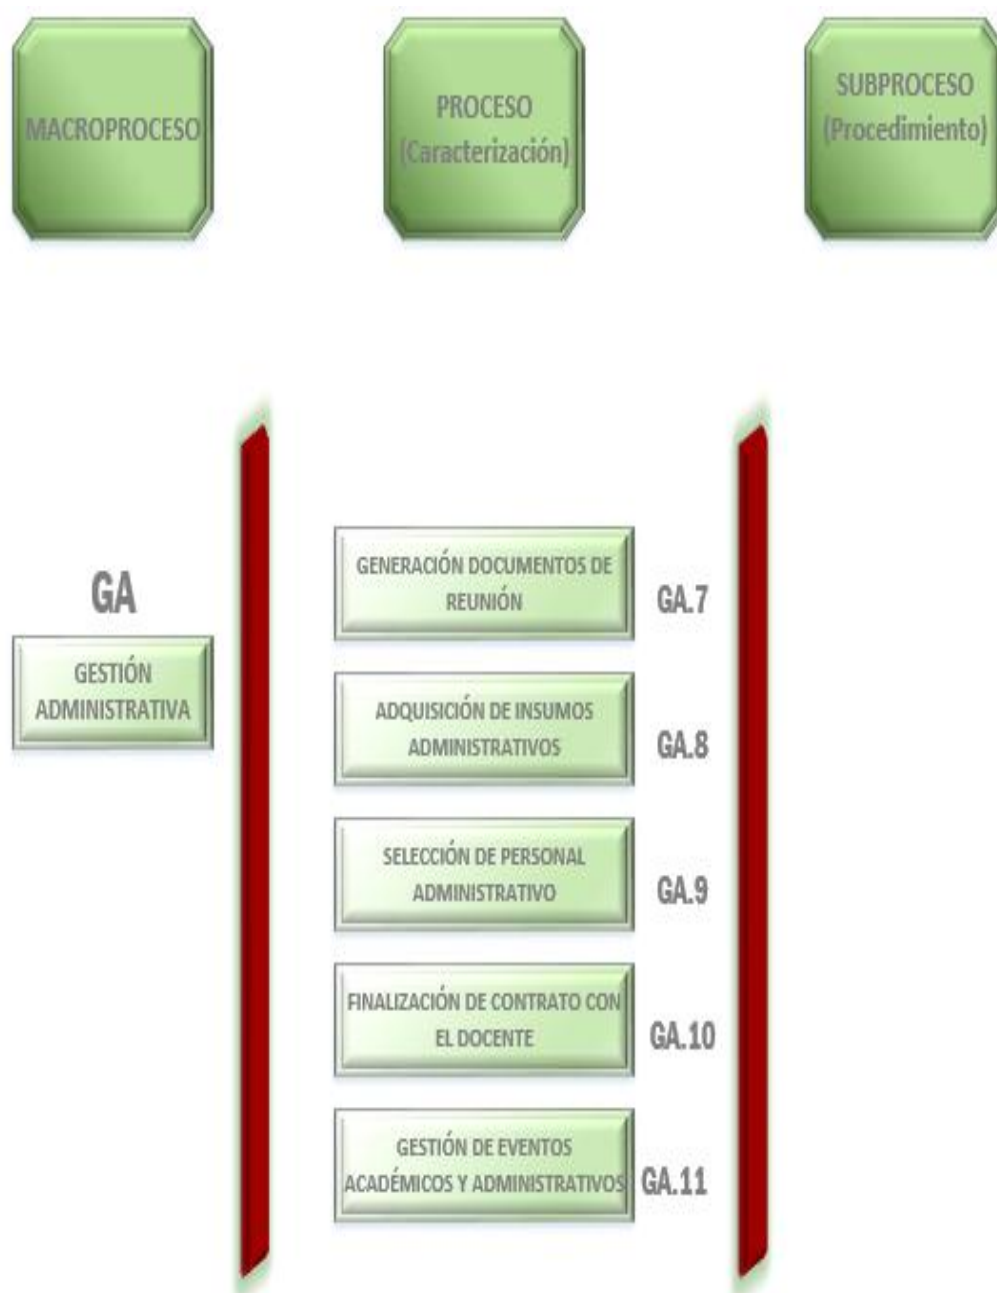 MACROPROCESO
PROCESO
(Caracterización)
SUBPROCESO
(Procedimiento)
GA
GESTIÓN
ADMINISTRATIVA
GENERACIÓN DOCUMENTOS DE
REUNIÓN
GA.7
ADQUISICIÓN DE INSUMOS
ADMINISTRATIVOS
GA.8
SELECCIÓN DE PERSONAL
ADMINISTRATIVO
GA.9
FINALIZACIÓN DE CONTRATO CON
EL DOCENTE
GA.10
GESTIÓN DE EVENTOS
ACADÉMICOS Y ADMINISTRATIVOS
GA.11